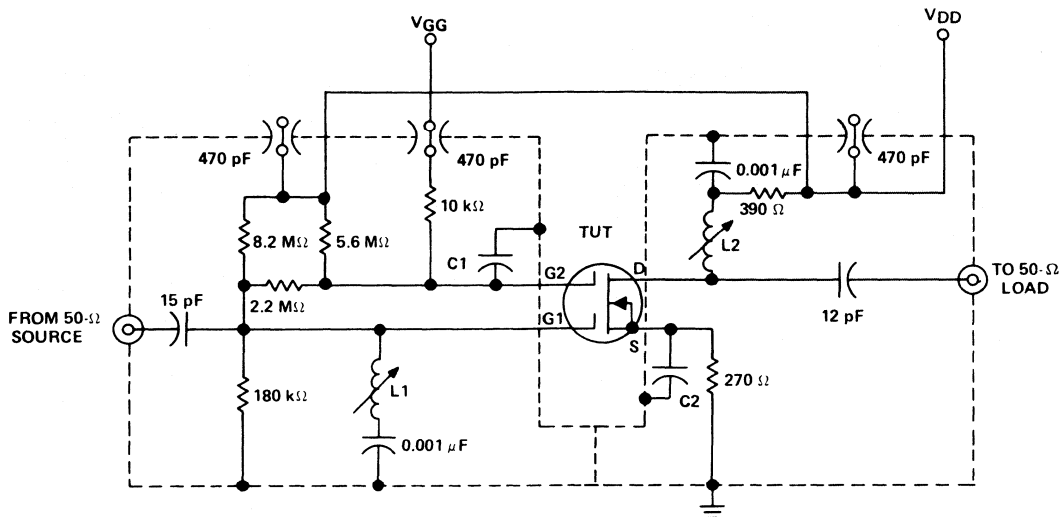 VGG
VDD
470 pF
470 pF
0.001 µF
470 pF
390 Ω
8.2 MΩ
5.6 MΩ
10 kΩ
C1
TUT
L2
G2
D
2.2 MΩ
15 pF
G1
S
12 pF
FROM 50-Ω
SOURCE
TO 50-Ω
LOAD
180 kΩ
L1
C2
270 Ω
0.001 µF